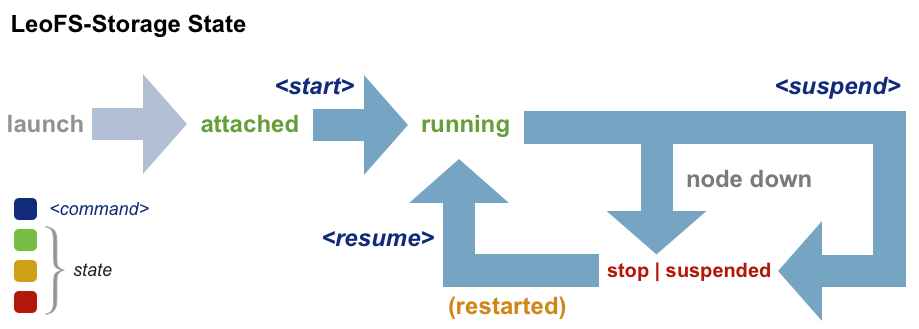 LeoFS-Storage State
<start>
<suspend>
launch
attached
running
node down
<command>
<resume>
state
stop | suspended
(restarted)